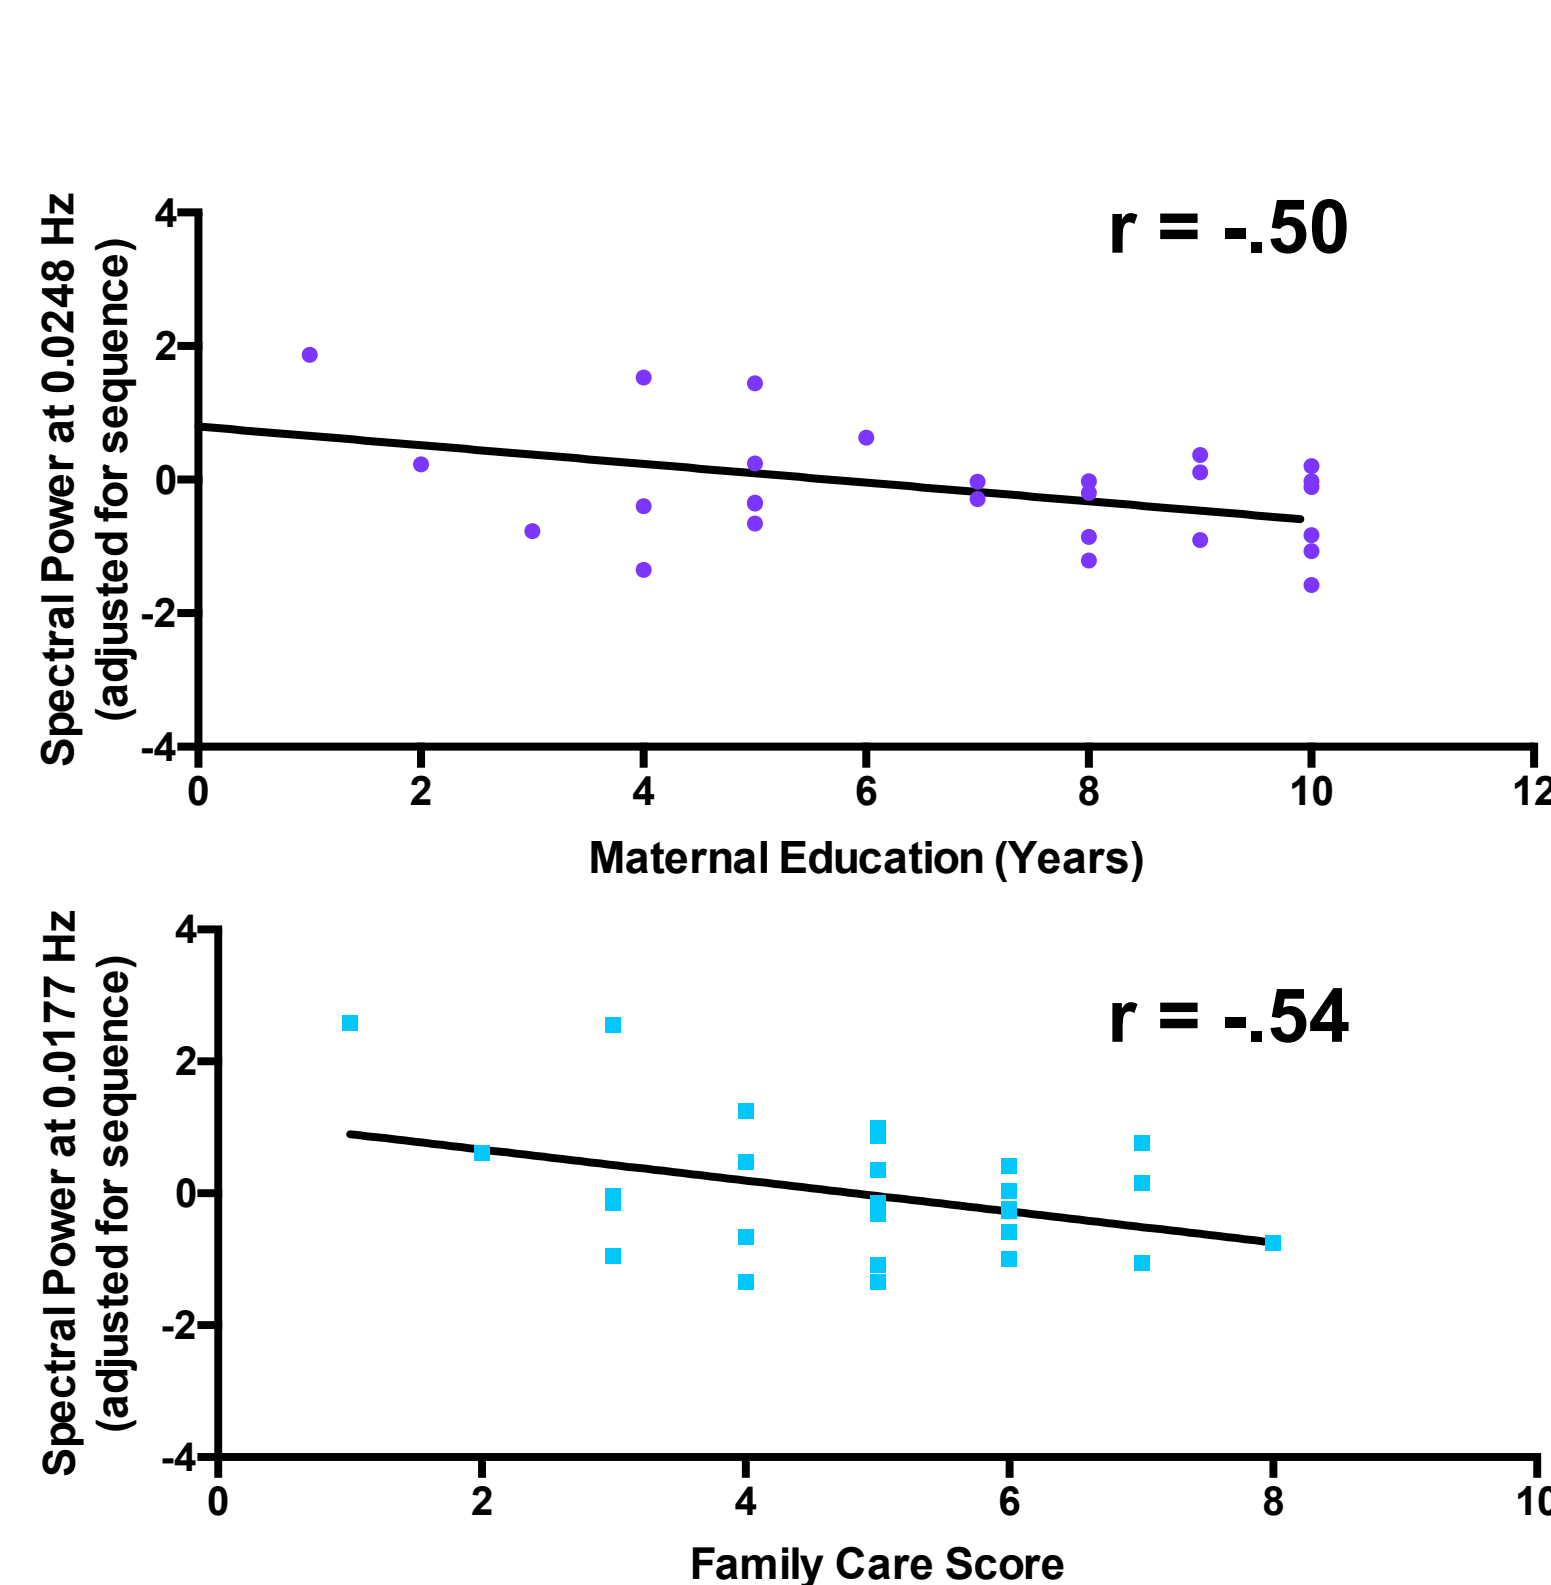 r = -.50
Spectral Power at 0.0248 Hz
(adjusted for sequence)
4
2
0
-2
-4
0 2 4 6 8 10 12
Maternal Education (Years)
r = -.54
Spectral Power at 0.0177 Hz
(adjusted for sequence)
4
2
0
-2
-4
0 2 4 6 8 10
Family Care Score